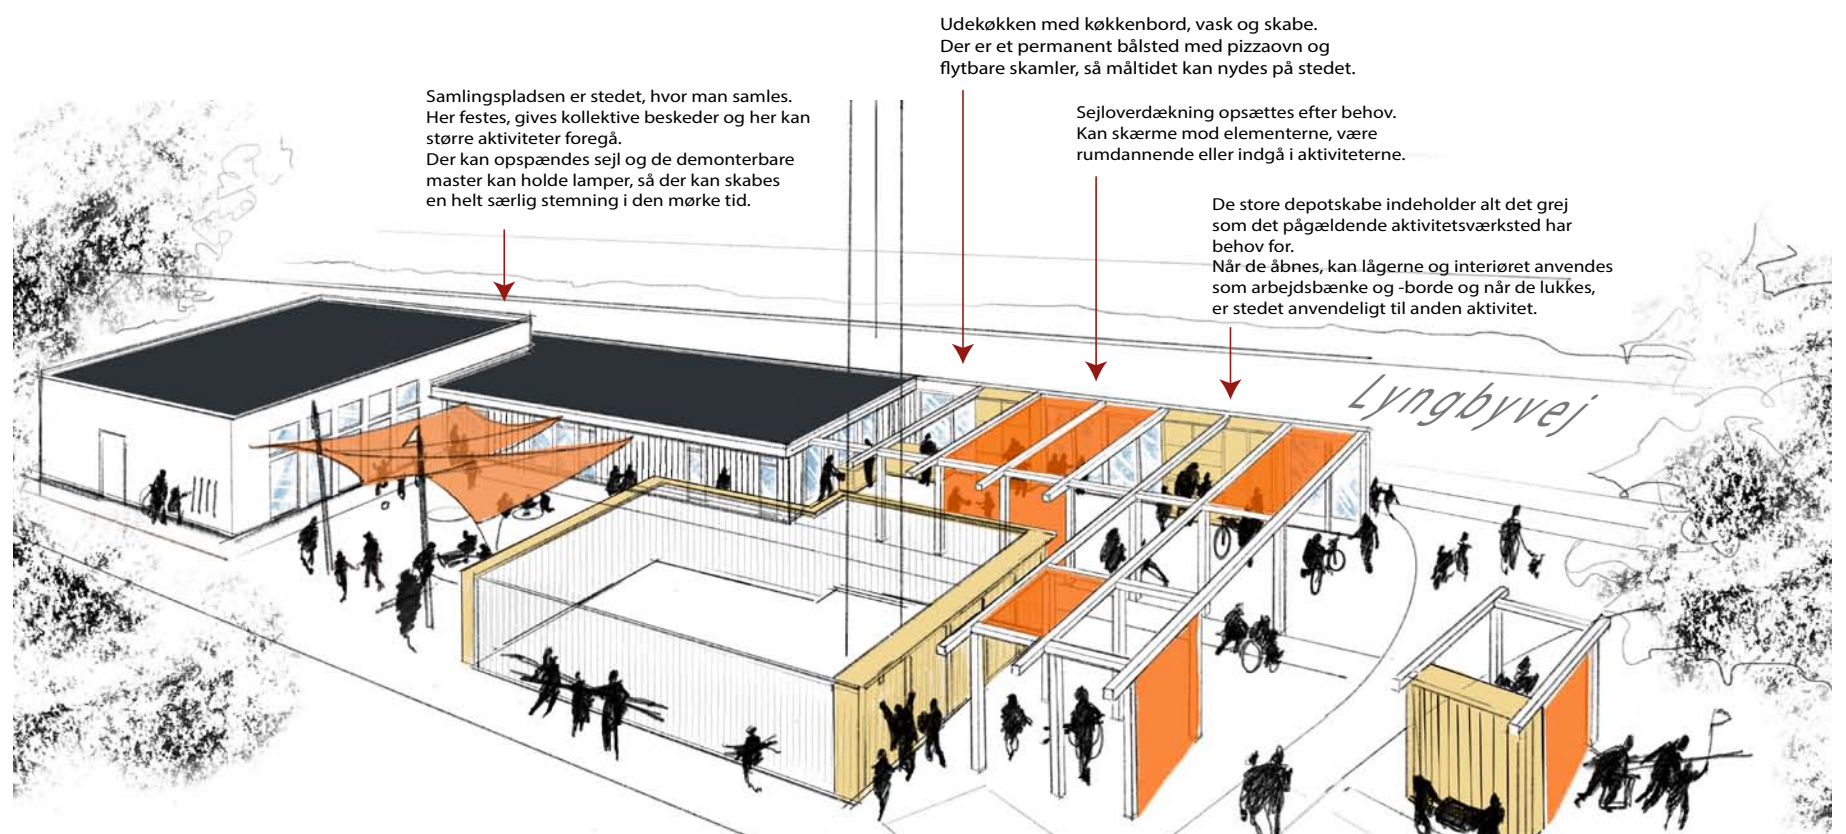 Udekøkken med køkkenbord, vask og skabe.
Der er et permanent bålsted med pizzaovn og
flytbare skamler, så måltidet kan nydes på stedet.
Samlingspladsen er stedet, hvor man samles.
Her festes, gives kollektive beskeder og her kan
større aktiviteter foregå.
Der kan opspændes sejl og de demonterbare
master kan holde lamper, så der kan skabes
en helt særlig stemning i den mørke tid.
Sejloverdækning opsættes efter behov.
Kan skærme mod elementerne, være
rumdannende eller indgå i aktiviteterne.
De store depotskabe indeholder alt det grej
som det pågældende aktivitetsværksted har
behov for.
Når de åbnes, kan lågerne og interiøret anvendes
som arbejdsbænke og -borde og når de lukkes,
er stedet anvendeligt til anden aktivitet.
Lyngbyvej